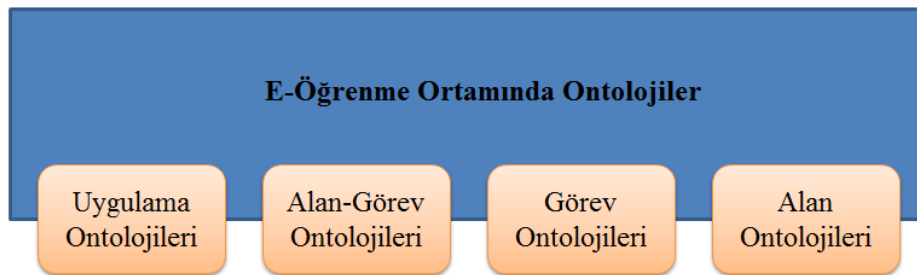 E-Öğrenme Ortamında Ontolojiler
Uygulama
Ontolojileri
Alan-Görev
Ontolojileri
Görev
Ontolojileri
Alan
Ontolojileri